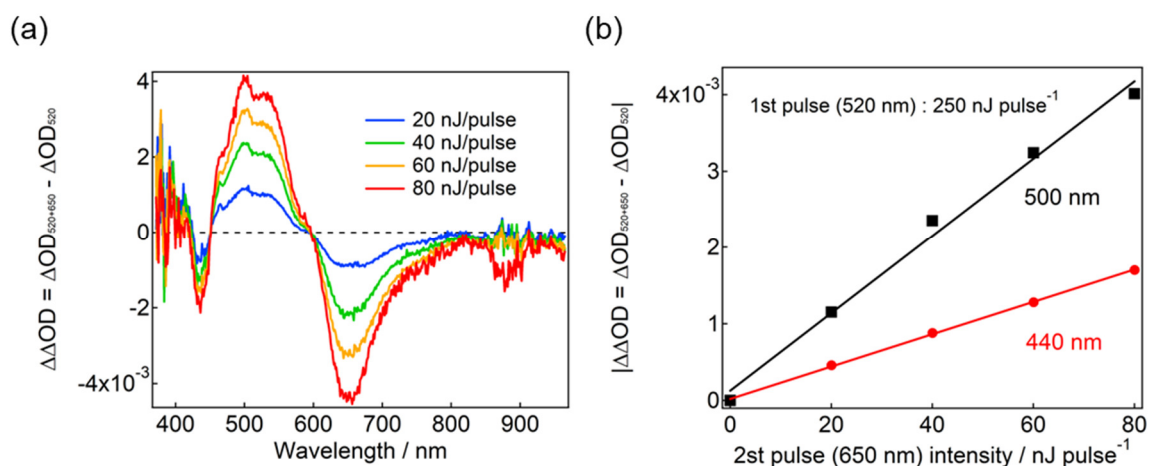 (a)
ΔΔOD = ΔOD520+650 - ΔOD520
4
2
0
-2
-4x10-3
20 nJ/pulse
40 nJ/pulse
60 nJ/pulse
80 nJ/pulse
400 500 600 700 800 900
Wavelength / nm
(b)
|ΔΔOD = ΔOD520+650 - ΔOD520|
4x10-3
3
2
1
0
1st pulse (520 nm) : 250 nJ pulse-1
500 nm
440 nm
0 20 40 60 80
2st pulse (650 nm) intensity / nJ pulse-1